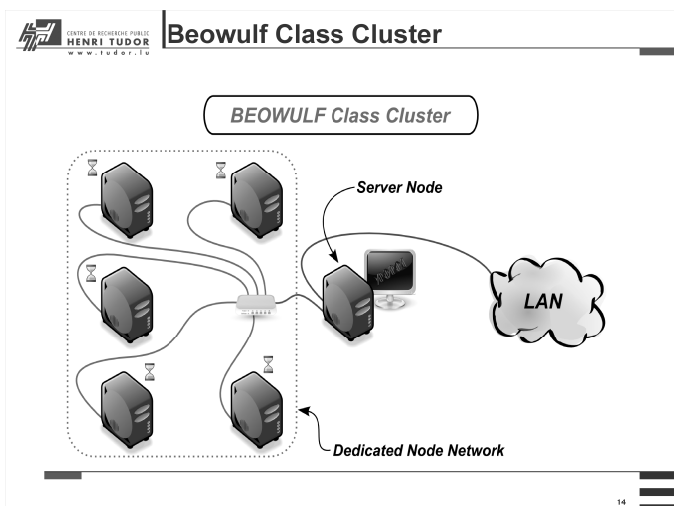 CENTRE DE RECHERCHE PUBLIC
HENRI TUDOR
www.tudor.lu
Beowulf Class Cluster
BEOWULF Class Cluster
Server Node
LAN
Dedicated Node Network
14